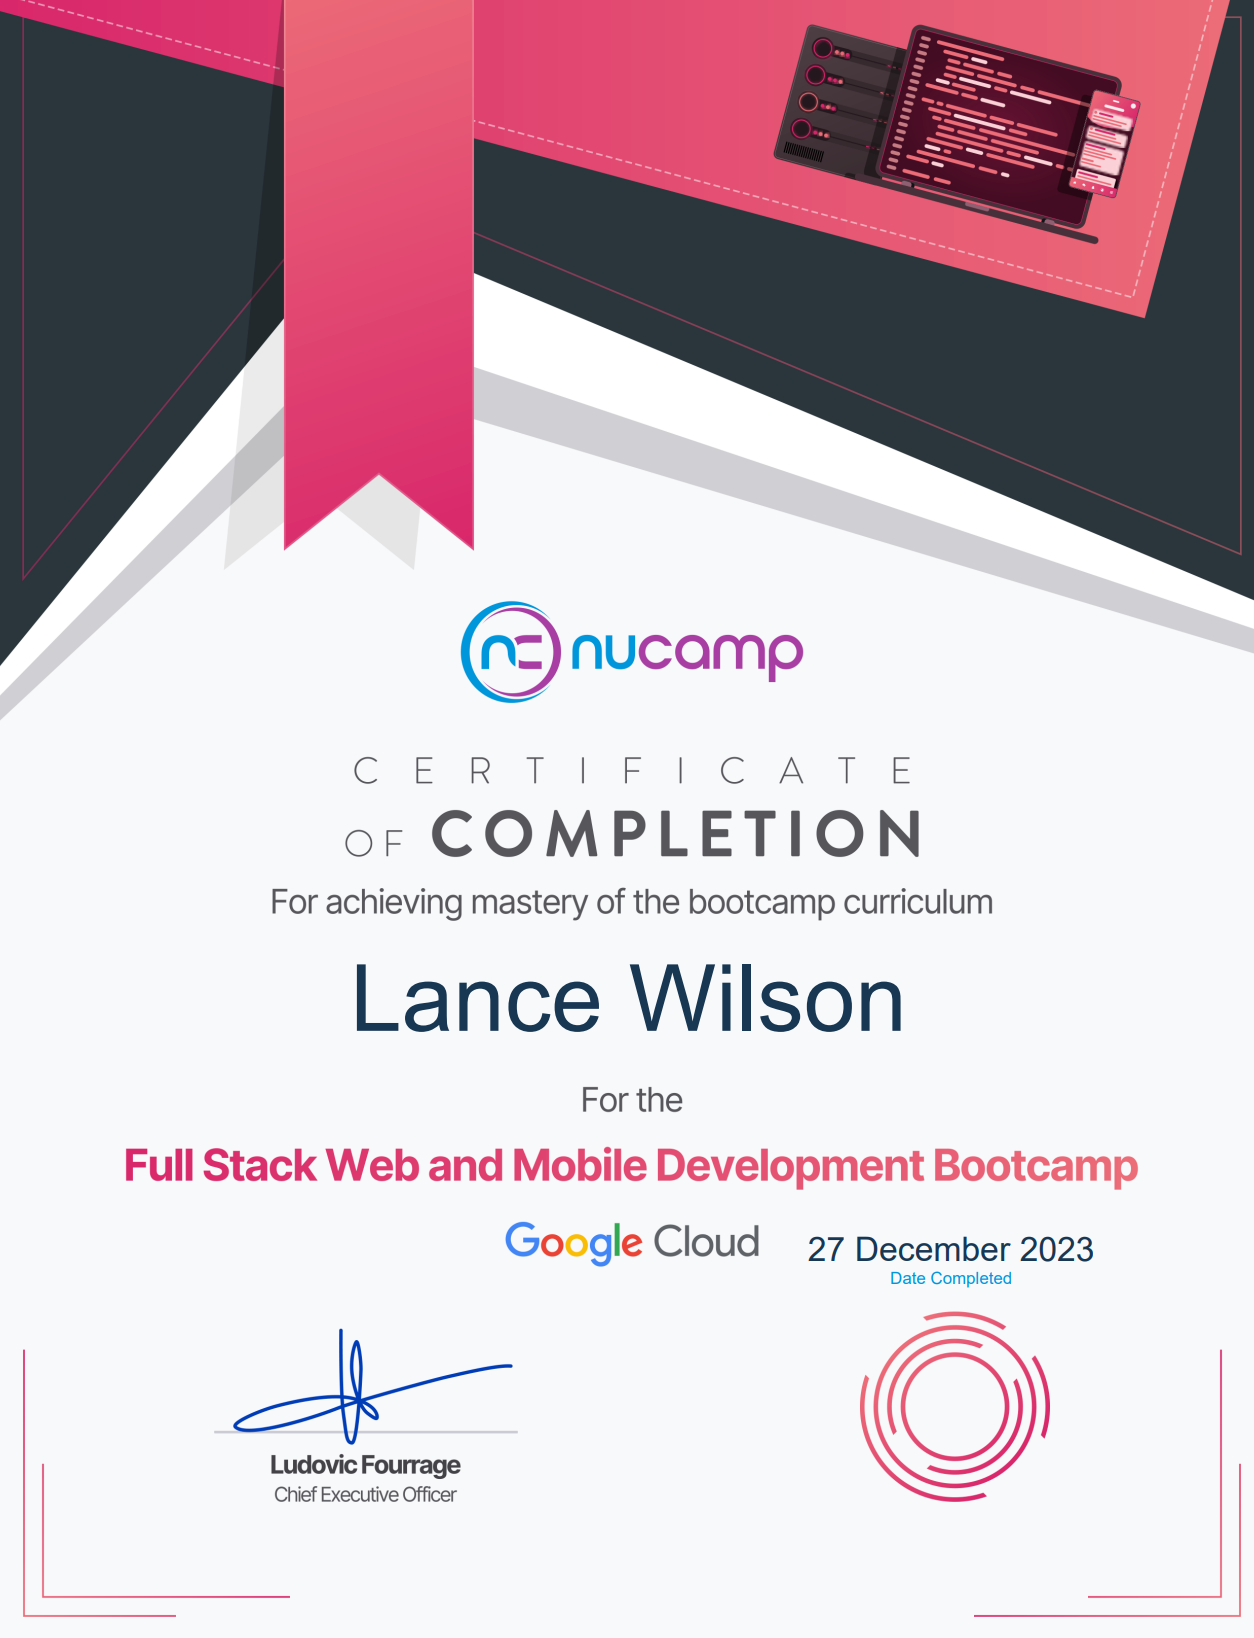 nc nucamp
CERTIFICATE
OF COMPLETION
For achieving mastery of the bootcamp curriculum
Lance Wilson
For the
Full Stack Web and Mobile Development Bootcamp
Google Cloud
27 December 2023
Date Completed
Ludovic Fourrage
Chief Executive Officer